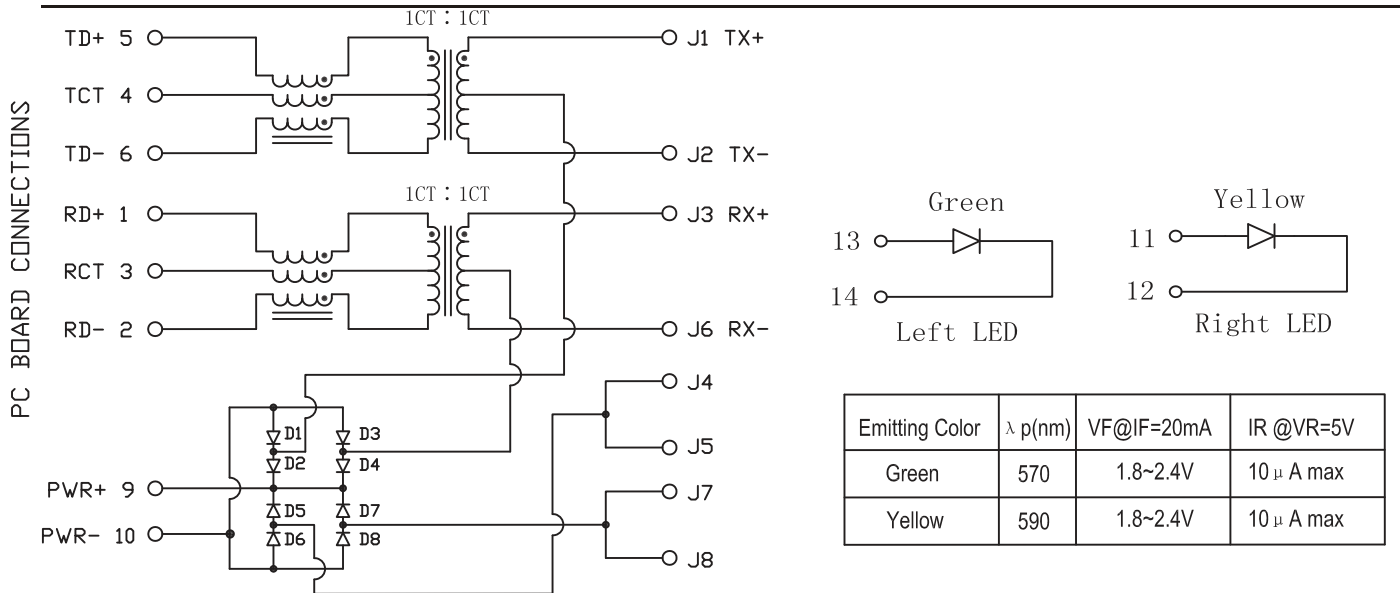 1CT : 1CT
TD+ 5
J1 TX+
TCT 4
TD- 6
J2 TX-
PC BOARD CONNECTIONS
1CT : 1CT
RD+ 1
J3 RX+
RCT 3
RD- 2
J6 RX-
J4
D1
D3
J5
D2
D4
PWR+ 9
J7
D5
D7
PWR- 10
D6
D8
J8
Green
13
14
Left LED
Yellow
11
12
Right LED
Emitting Color λ p(nm) VF@IF=20mA IR @VR=5V
Green 570 1.8~2.4V 10 μ A max
Yellow 590 1.8~2.4V 10 μ A max